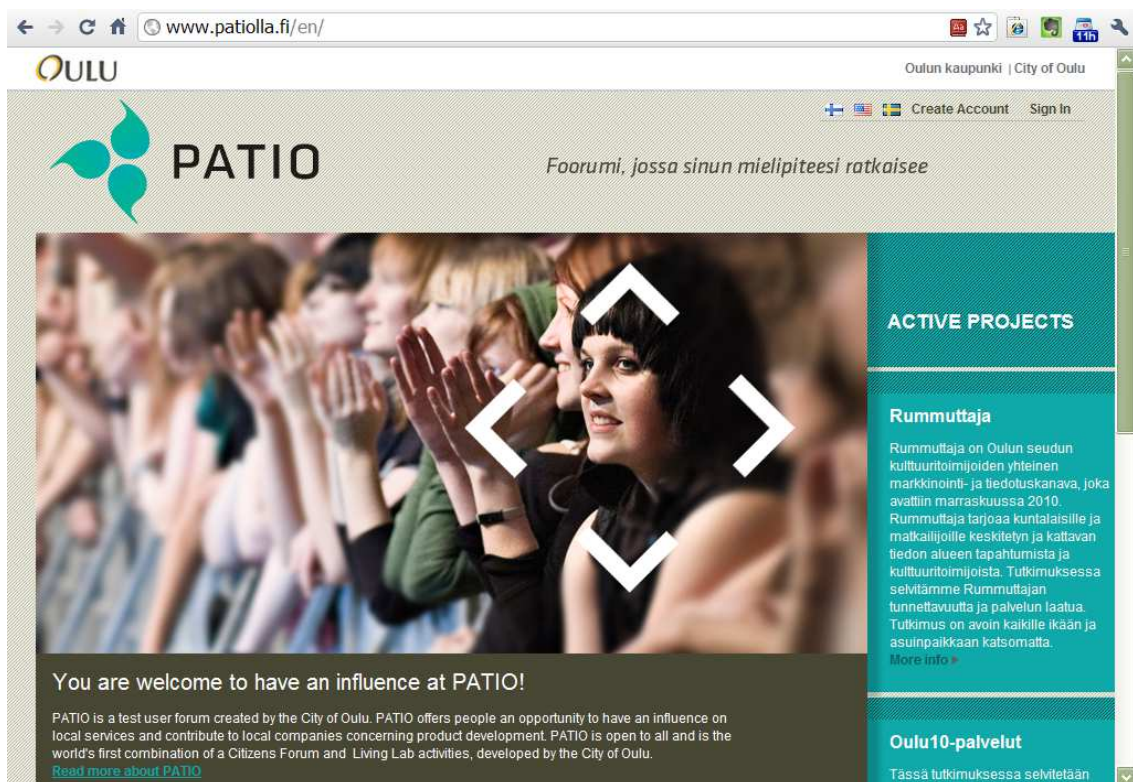 www.patiolla.fi/en/
11h
OULU
Oulun kaupunki | City of Oulu
Create Account Sign In
PATIO
Foorumi, jossa sinun mielipiteesi ratkaisee
ACTIVE PROJECTS
Rummuttaja
Rummuttaja on Oulun seudun
kulttuuritoimijoiden yhteinen
markkinointi- ja tiedotuskanava, joka
avattiin marraskuussa 2010.
Rummuttaja tarjoaa kuntalaisille ja
matkailijoille keskitetyn ja kattavan
tiedon alueen tapahtumista ja
kulttuuritoimijoista. Tutkimuksessa
selvitämme Rummuttajan
tunnettavuutta ja palvelun laatua.
Tutkimus on avoin kaikille ikään ja
asuinpaikkaan katsomatta.
More info
You are welcome to have an influence at PATIO!
PATIO is a test user forum created by the City of Oulu. PATIO offers people an opportunity to have an influence on
local services and contribute to local companies concerning product development. PATIO is open to all and is the
world's first combination of a Citizens Forum and Living Lab activities, developed by the City of Oulu.
Read more about PATIO
Oulu10-palvelut
Tässä tutkimuksessa selvitetään